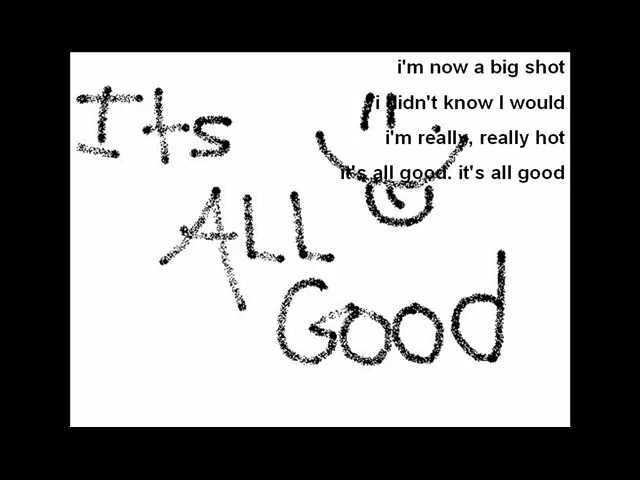 i'm now a big shot
i didn't know I would
i'm really, really hot
it's all good. it's all good
Its
ALL
Good